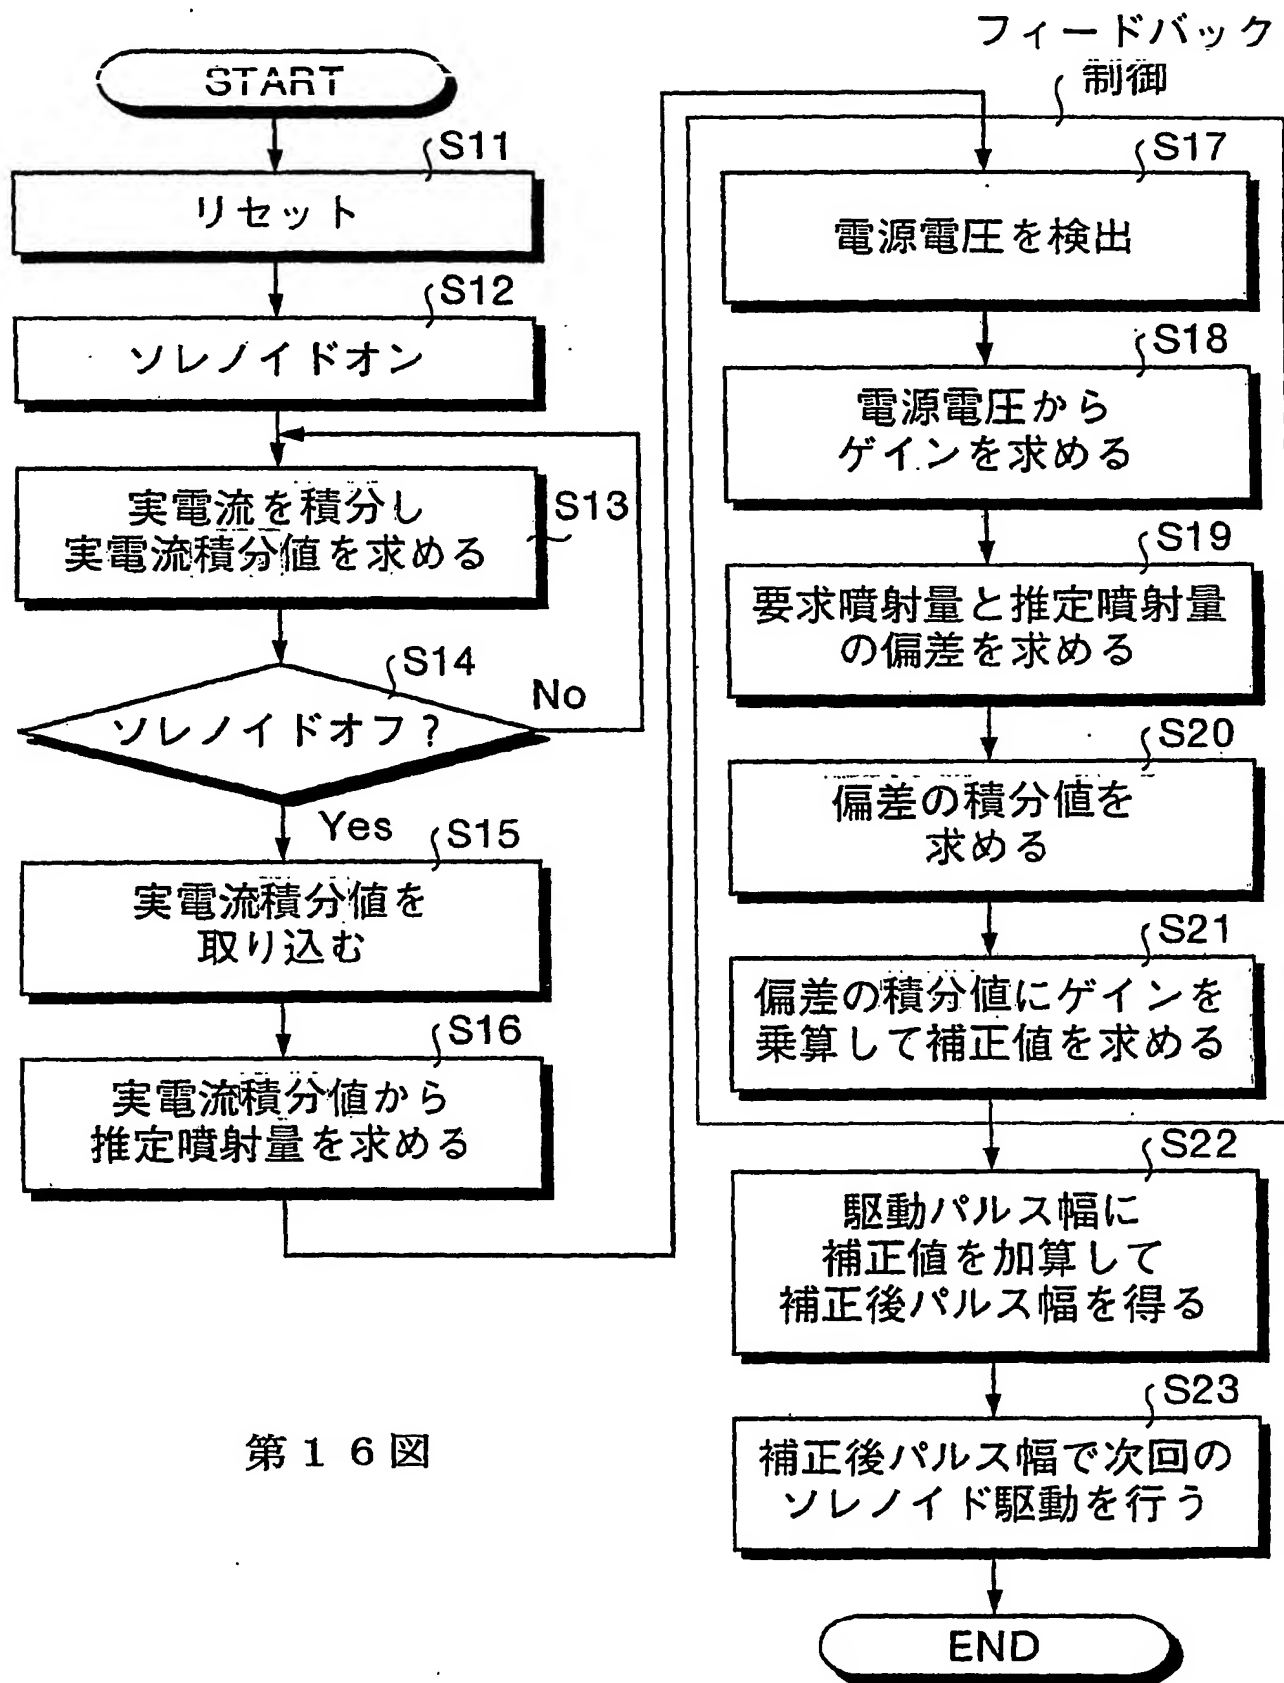 START
S11
リセット
S12
ソレノイドオン
S13
実電流を積分し
実電流積分値を求める
S14
ソレノイドオフ?
No
Yes
S15
実電流積分値を
取り込む
S16
実電流積分値から
推定噴射量を求める
フィードバック
制御
S17
電源電圧を検出
S18
電源電圧から
ゲインを求める
S19
要求噴射量と推定噴射量
の偏差を求める
S20
偏差の積分値を
求める
S21
偏差の積分値にゲインを
乗算して補正値を求める
S22
駆動パルス幅に
補正値を加算して
補正後パルス幅を得る
S23
補正後パルス幅で次回の
ソレノイド駆動を行う
END
第16図